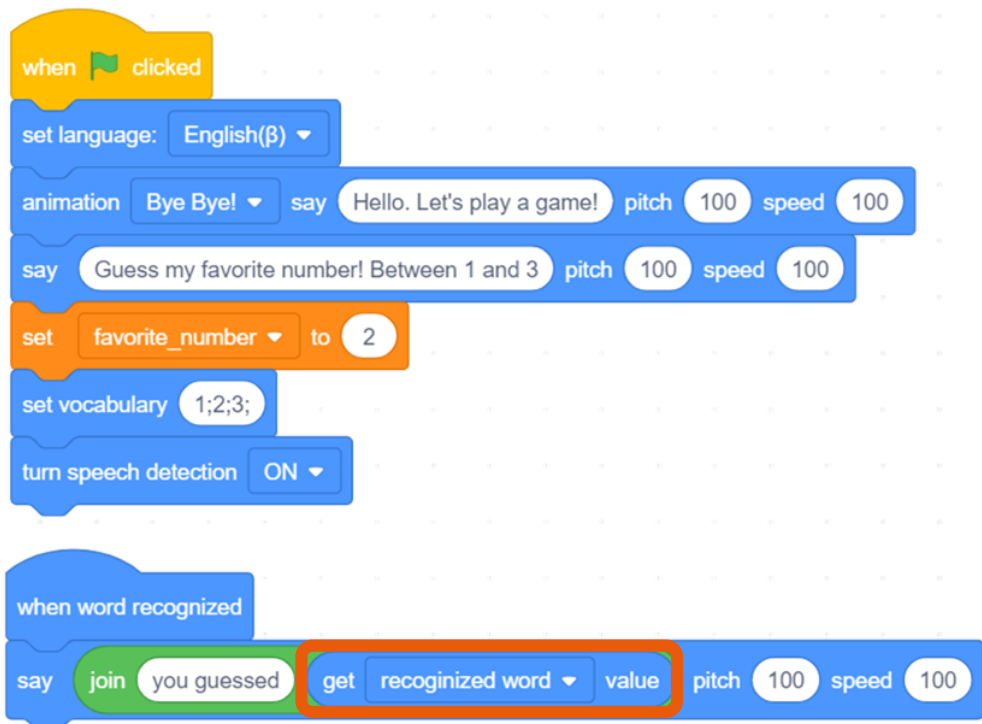 when clicked
set language: English(β)
animation Bye Bye! say Hello. Let's play a game! pitch 100 speed 100
say Guess my favorite number! Between 1 and 3 pitch 100 speed 100
set favorite_number to 2
set vocabulary 1;2;3;
turn speech detection ON
when word recognized
say join you guessed get recoginized word value pitch 100 speed 100